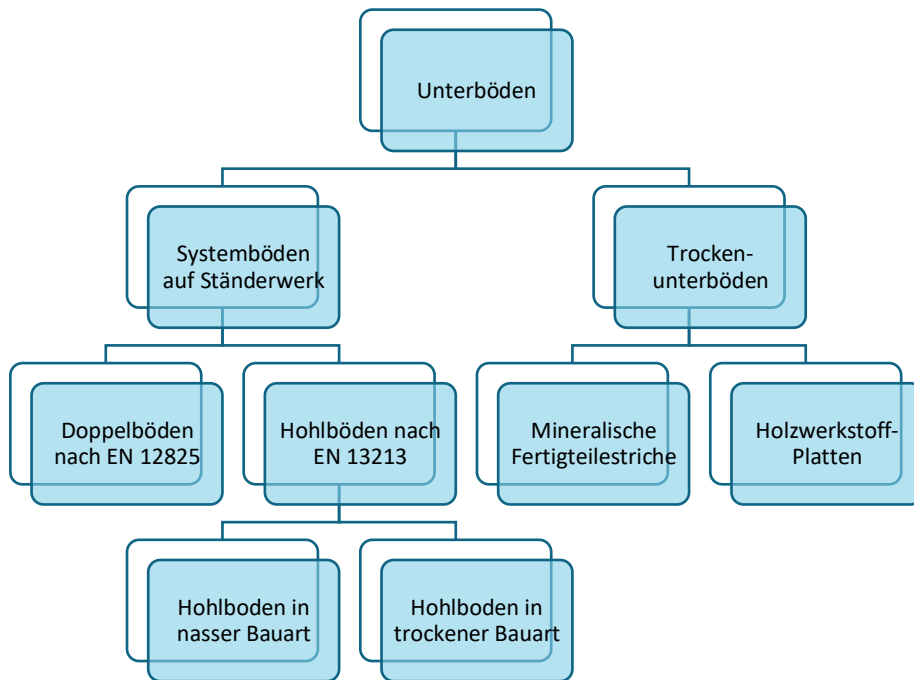 Unterböden
Systemböden
auf Ständerwerk
Trocken-
unterböden
Doppelböden
nach EN 12825
Hohlböden nach
EN 13213
Mineralische
Fertigteilestriche
Holzwerkstoff-
Platten
Hohlboden in
nasser Bauart
Hohlboden in
trockener Bauart